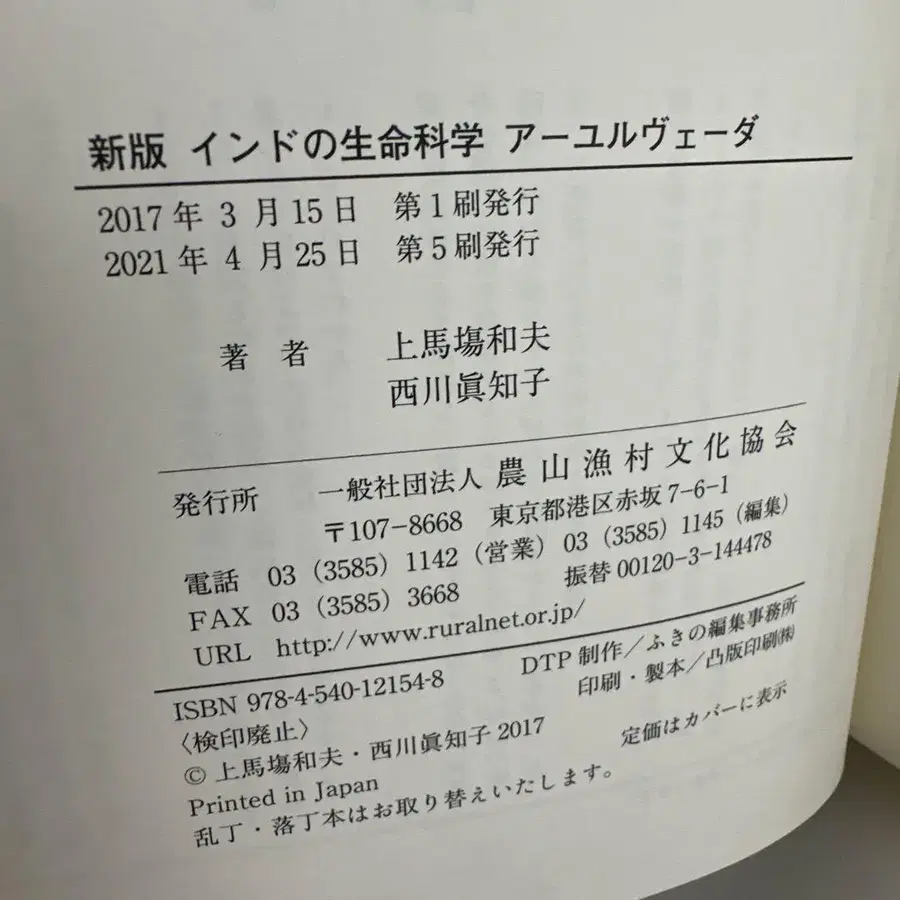 新版 インドの生命科学 アーユルヴェーダ
2017年 3 月15日 第1刷発行
2021年 4 月25日 第5刷発行
著 者 上馬塲和夫
西川眞知子
発行所 一般社団法人 農山漁村文化協会
〒107-8668 東京都港区赤坂7-6-1
電話 03（3585）1142（営業）03（3585）1145（編集）
FAX 03（3585）3668 振替00120-3-144478
URL http://www.ruralnet.or.jp/
ISBN 978-4-540-12154-8 DTP制作／ふきの編集事務所
〈検印廃止〉 印刷・製本／凸版印刷㈱
© 上馬塲和夫・西川眞知子 2017 定価はカバーに表示
Printed in Japan
乱丁・落丁本はお取り替えいたします。